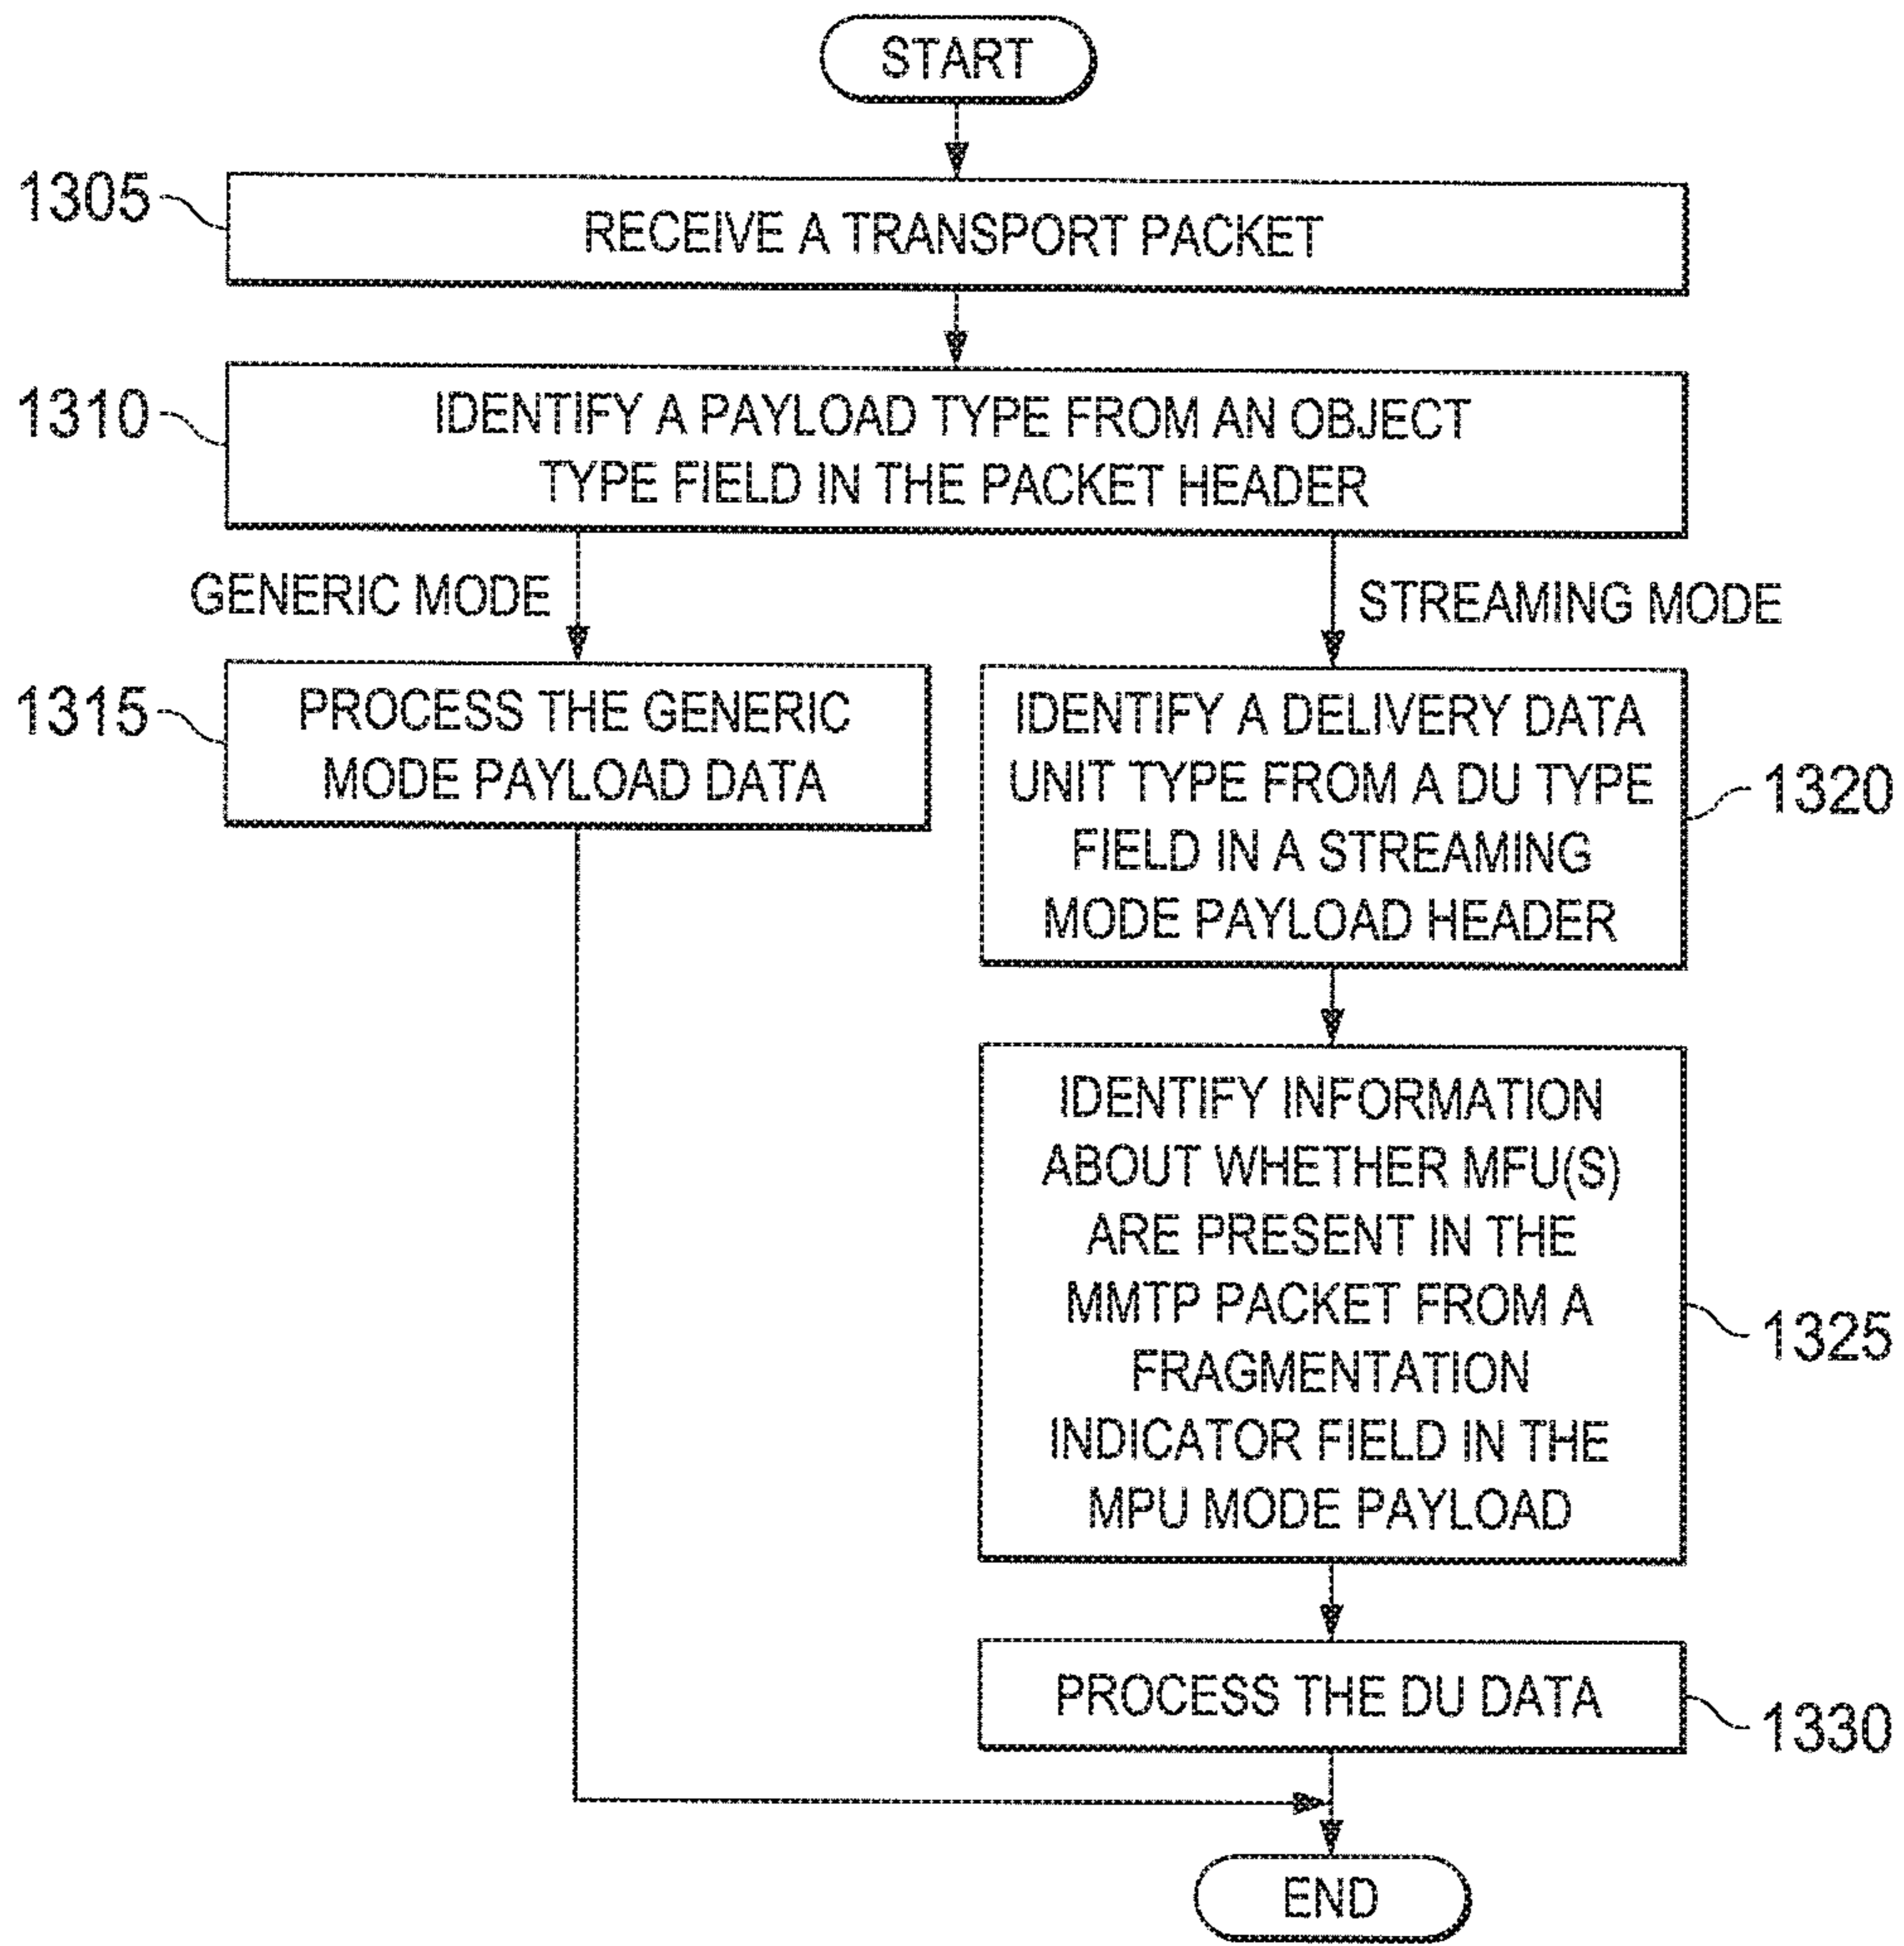 START
1305
RECEIVE A TRANSPORT PACKET
1310
IDENTIFY A PAYLOAD TYPE FROM AN OBJECT
TYPE FIELD IN THE PACKET HEADER
GENERIC MODE
STREAMING MODE
1315
PROCESS THE GENERIC
MODE PAYLOAD DATA
IDENTIFY A DELIVERY DATA
UNIT TYPE FROM A DU TYPE
FIELD IN A STREAMING
MODE PAYLOAD HEADER
1320
IDENTIFY INFORMATION
ABOUT WHETHER MFU(S)
ARE PRESENT IN THE
MMTP PACKET FROM A
FRAGMENTATION
INDICATOR FIELD IN THE
MPU MODE PAYLOAD
1325
PROCESS THE DU DATA
1330
END